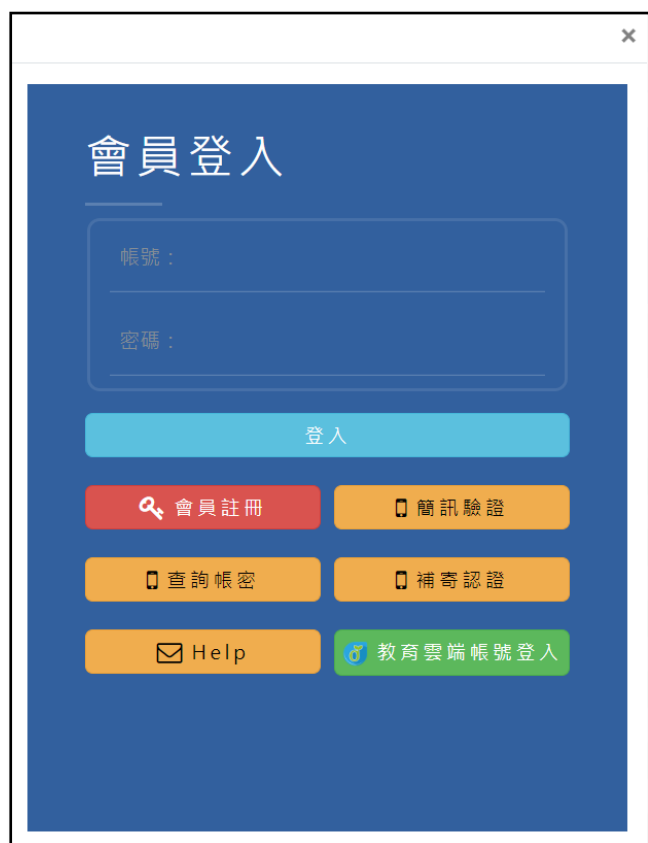 ×
會員登入
帳號：
密碼：
登入
會員註冊
簡訊驗證
查詢帳密
補寄認證
Help
教育雲端帳號登入